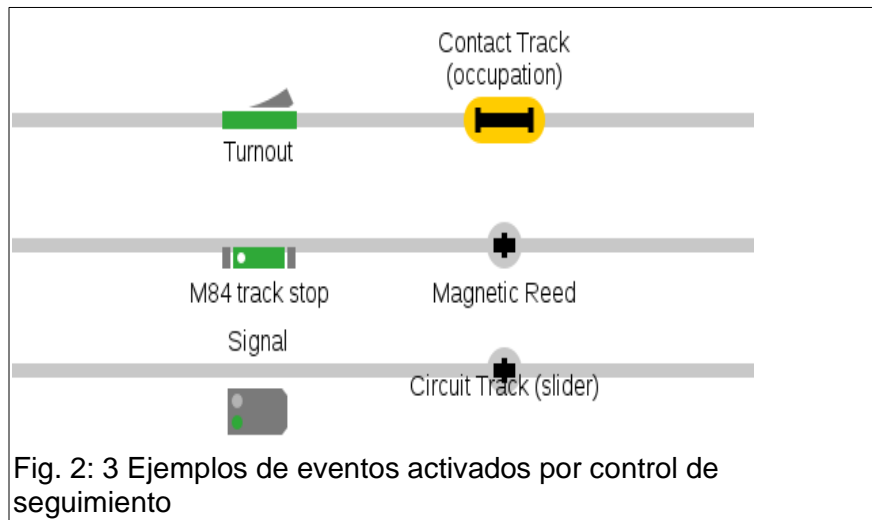 Contact Track
(occupation)
Turnout
M84 track stop
Magnetic Reed
Signal
Circuit Track (slider)
Fig. 2: 3 Ejemplos de eventos activados por control de
seguimiento